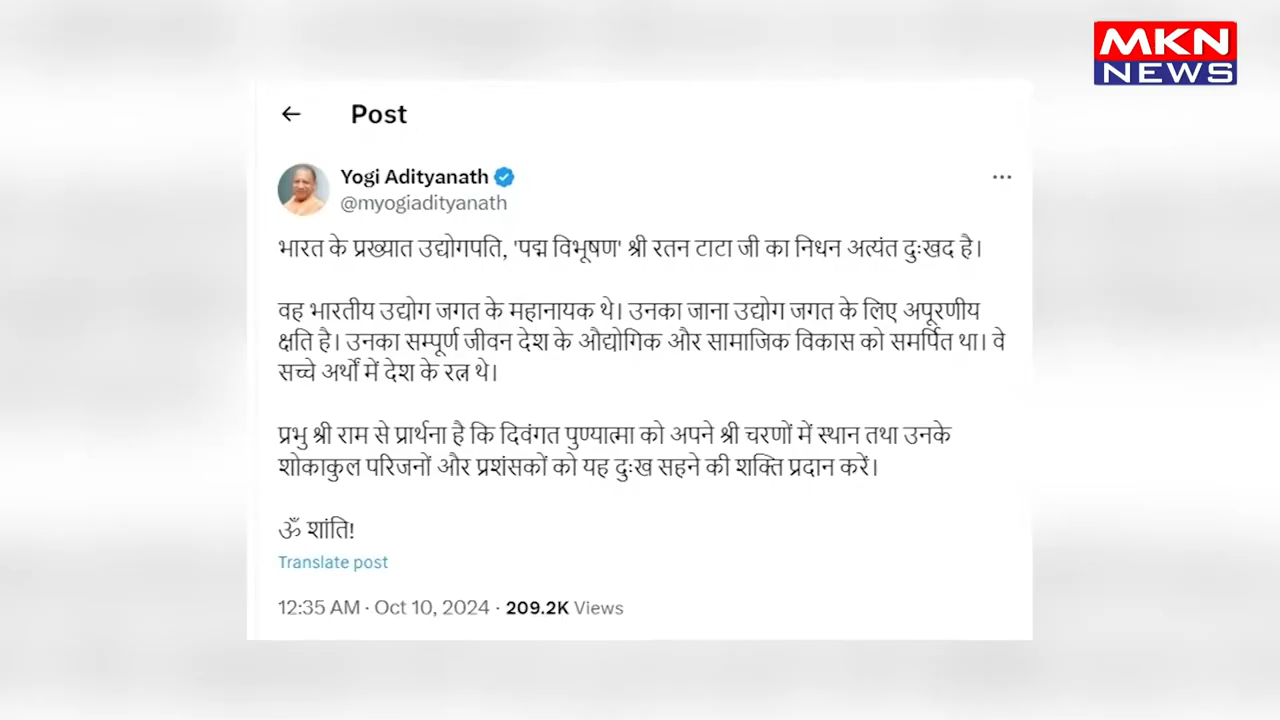 MKN
NEWS
← Post
Yogi Adityanath
@myogiadityanath
...
भारत के प्रख्यात उद्योगपति, 'पद्म विभूषण' श्री रतन टाटा जी का निधन अत्यंत दुःखद है।
वह भारतीय उद्योग जगत के महानायक थे। उनका जाना उद्योग जगत के लिए अपूरणीय
क्षति है। उनका सम्पूर्ण जीवन देश के औद्योगिक और सामाजिक विकास को समर्पित था। वे
सच्चे अर्थों में देश के रत्न थे।
प्रभु श्री राम से प्रार्थना है कि दिवंगत पुण्यात्मा को अपने श्री चरणों में स्थान तथा उनके
शोकाकुल परिजनों और प्रशंसकों को यह दुःख सहने की शक्ति प्रदान करें।
ॐ शांति!
Translate post
12:35 AM · Oct 10, 2024 · 209.2K Views